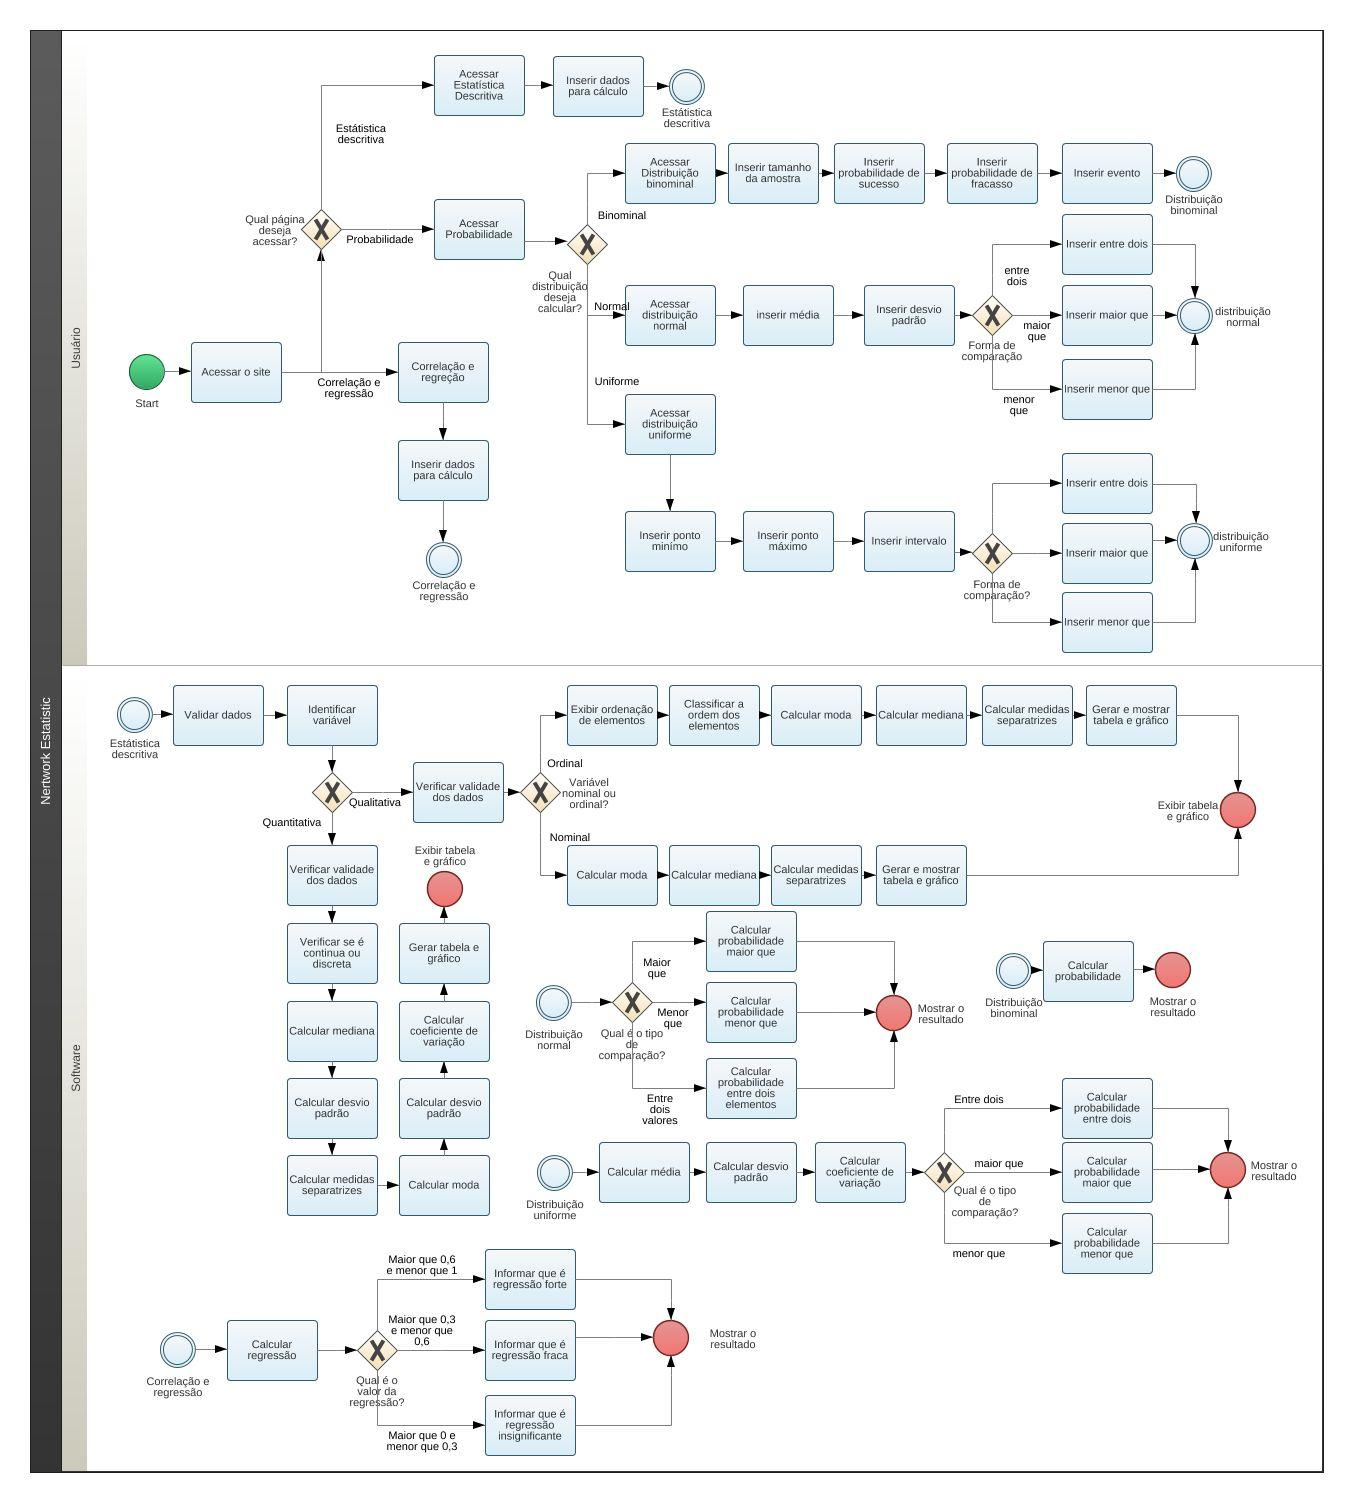 Nertwork Estatistic
Usuário
Acessar
Estatística
Descritiva
Inserir dados
para cálculo
Estátistica
descritiva
Estátistica
descritiva
Qual página
deseja
acessar?
Probabilidade
Acessar
Probabilidade
Binominal
Qual
distribuição
deseja
calcular?
Normal
Uniforme
Acessar
Distribuição
binominal
Inserir tamanho
da amostra
Inserir
probabilidade de
sucesso
Inserir
probabilidade de
fracasso
Inserir evento
Distribuição
binominal
Acessar
distribuição
normal
inserir média
Inserir desvio
padrão
entre
dois
maior
que
Forma de
comparação
menor
que
Inserir entre dois
Inserir maior que
Inserir menor que
distribuição
normal
Start
Acessar o site
Correlação e
regressão
Correlação e
regreção
Inserir dados
para cálculo
Correlação e
regressão
Acessar
distribuição
uniforme
Inserir ponto
minímo
Inserir ponto
máximo
Inserir intervalo
Forma de
comparação?
Inserir entre dois
Inserir maior que
Inserir menor que
distribuição
uniforme
Software
Estátistica
descritiva
Validar dados
Identificar
variável
Qualitativa
Quantitativa
Verificar validade
dos dados
Ordinal
Variável
nominal ou
ordinal?
Nominal
Exibir ordenação
de elementos
Classificar a
ordem dos
elementos
Calcular moda
Calcular mediana
Calcular medidas
separatrizes
Gerar e mostrar
tabela e gráfico
Exibir tabela
e gráfico
Calcular moda
Calcular mediana
Calcular medidas
separatrizes
Gerar e mostrar
tabela e gráfico
Verificar validade
dos dados
Verificar se é
continua ou
discreta
Calcular mediana
Calcular desvio
padrão
Calcular medidas
separatrizes
Calcular moda
Calcular desvio
padrão
Calcular
coeficiente de
variação
Gerar tabela e
gráfico
Exibir tabela
e gráfico
Distribuição
normal
Maior
que
Menor
que
Qual é o tipo
de
comparação?
Entre
dois
valores
Calcular
probabilidade
maior que
Calcular
probabilidade
menor que
Calcular
probabilidade
entre dois
elementos
Mostrar o
resultado
Distribuição
binominal
Calcular
probabilidade
Mostrar o
resultado
Distribuição
uniforme
Calcular média
Calcular desvio
padrão
Calcular
coeficiente de
variação
Entre dois
maior que
Qual é o tipo
de
comparação?
menor que
Calcular
probabilidade
entre dois
Calcular
probabilidade
maior que
Calcular
probabilidade
menor que
Mostrar o
resultado
Correlação e
regressão
Calcular
regressão
Maior que 0,6
e menor que 1
Maior que 0,3
e menor que
0,6
Qual é o
valor da
regressão?
Maior que 0 e
menor que 0,3
Informar que é
regressão forte
Informar que é
regressão fraca
Informar que é
regressão
insignificante
Mostrar o
resultado